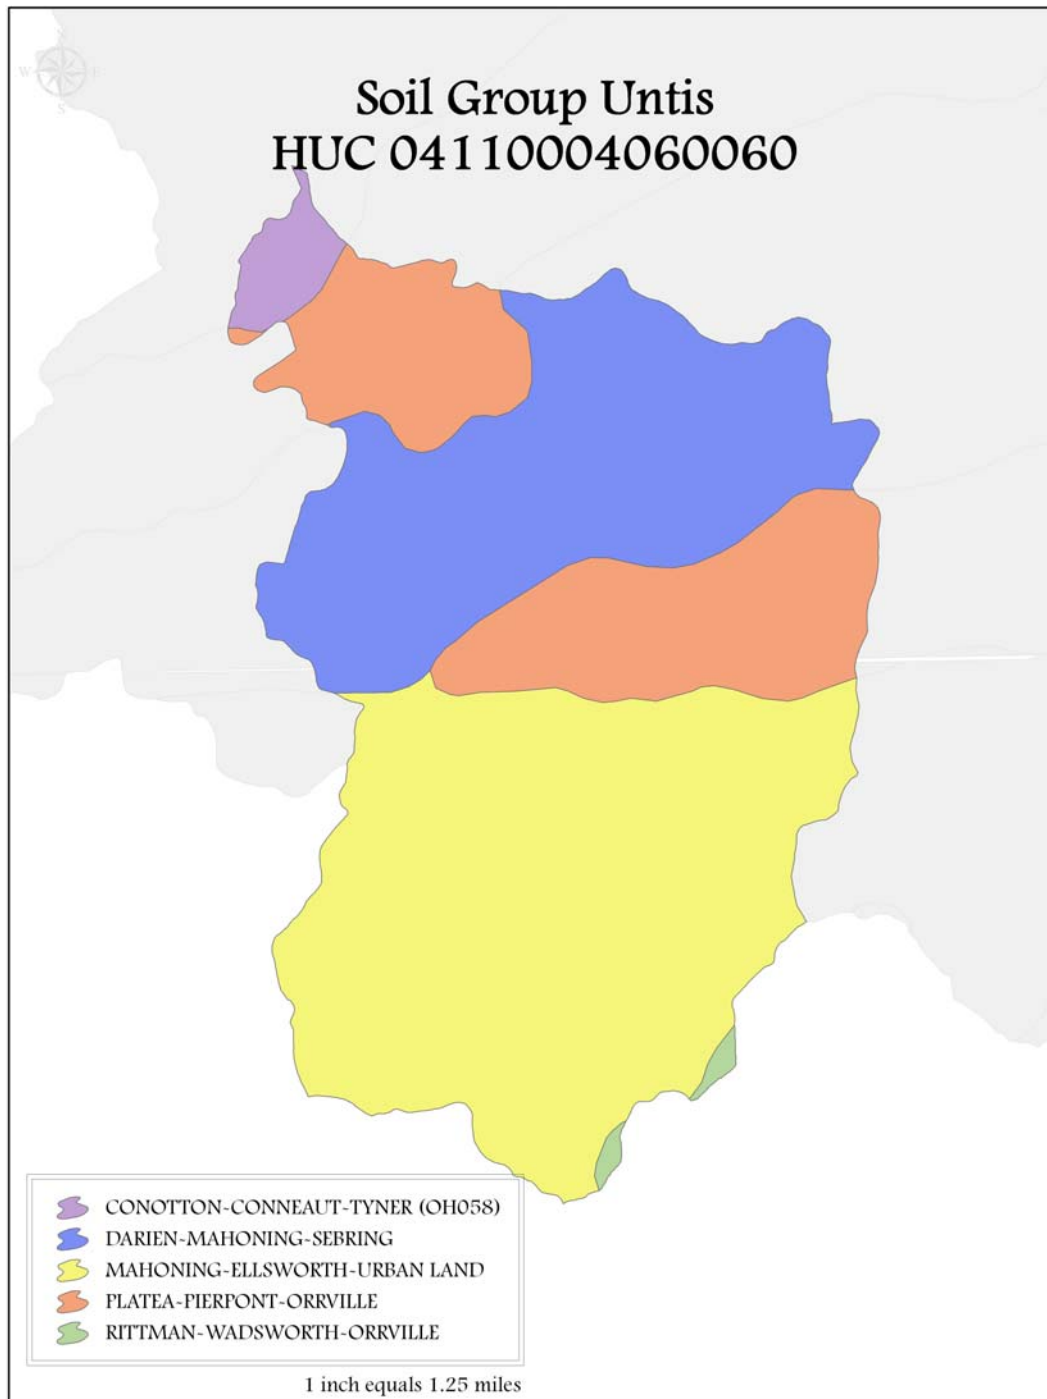 N
W E
S
Soil Group Untis
HUC 04110004060060
CONOTTON-CONNEAUT-TYNER (OH058)
DARIEN-MAHONING-SEBRING
MAHONING-ELLSWORTH-URBAN LAND
PLATEA-PIERPONT-ORRVILLE
RITTMAN-WADSWORTH-ORRVILLE
1 inch equals 1.25 miles